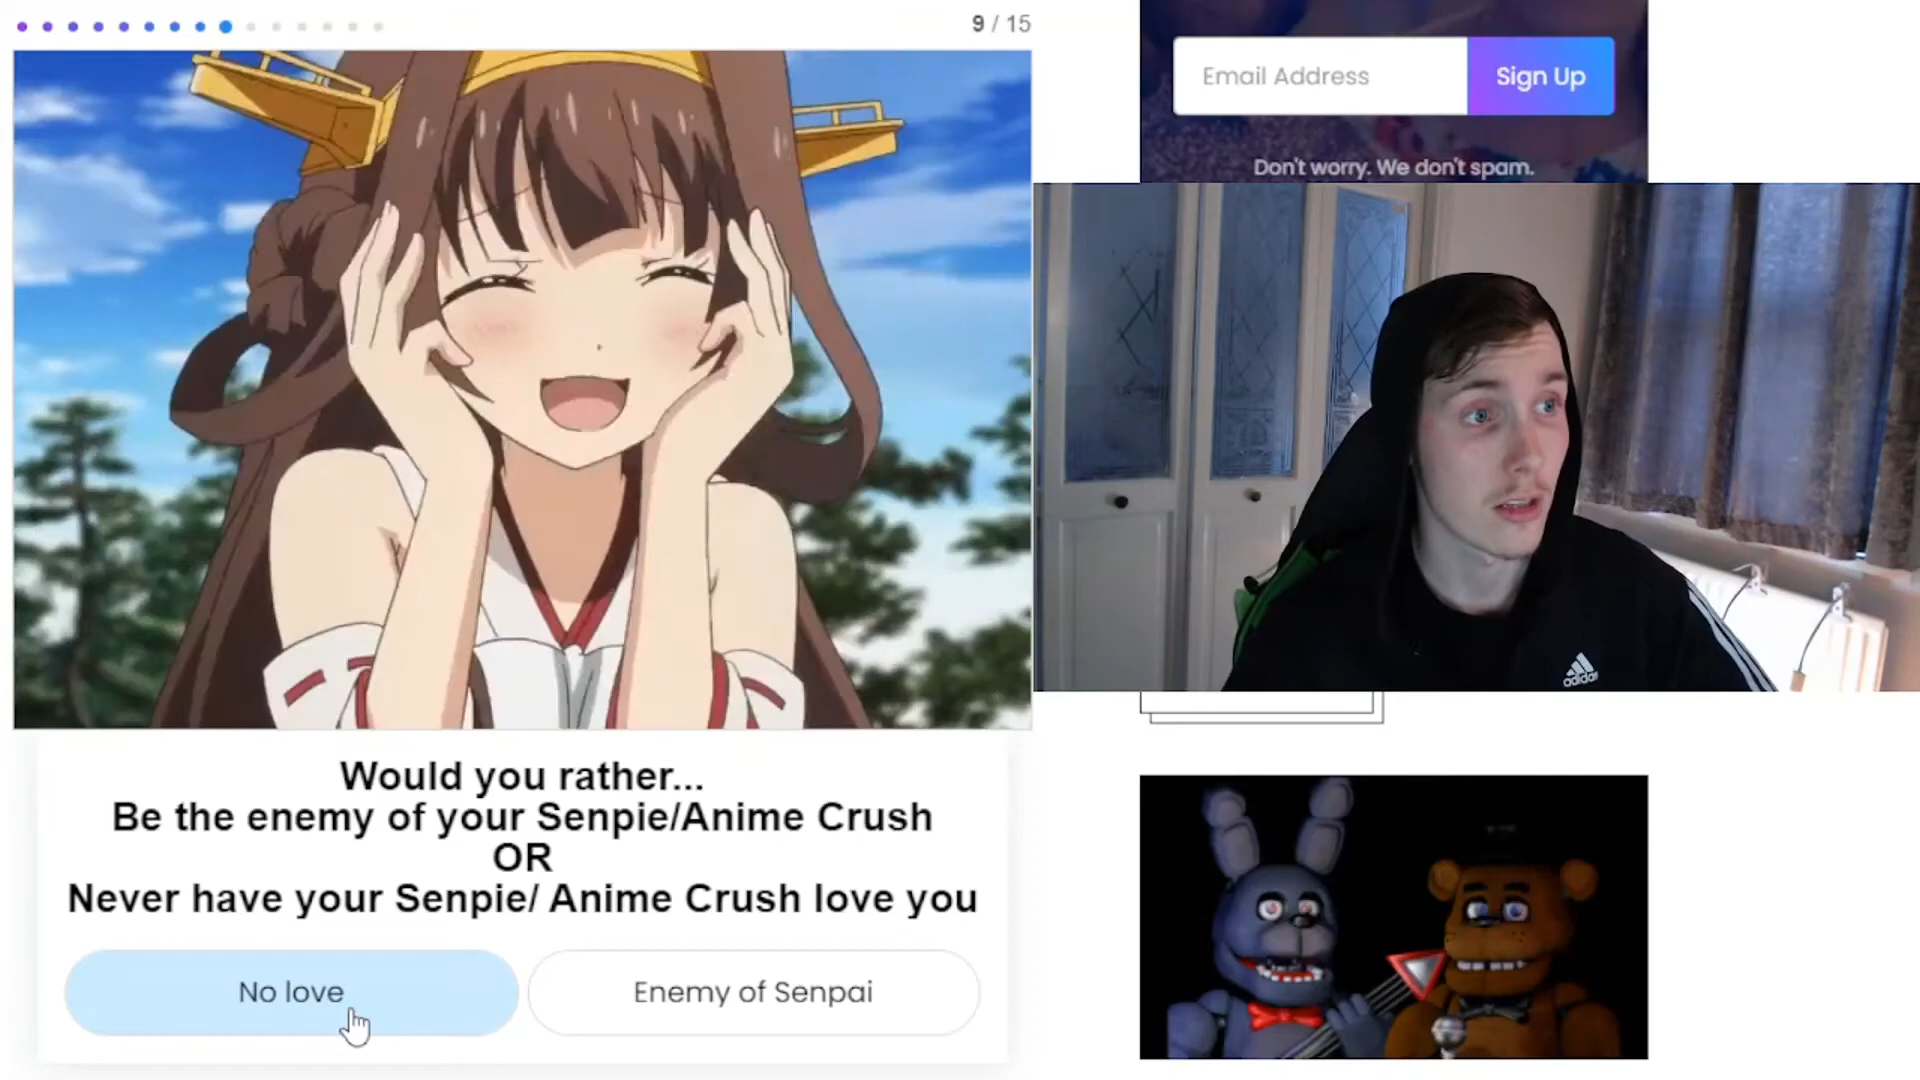 9 / 15
Email Address
Sign Up
Don't worry. We don't spam.
adidas
Would you rather...
Be the enemy of your Senpie/Anime Crush
OR
Never have your Senpie/ Anime Crush love you
No love
Enemy of Senpai